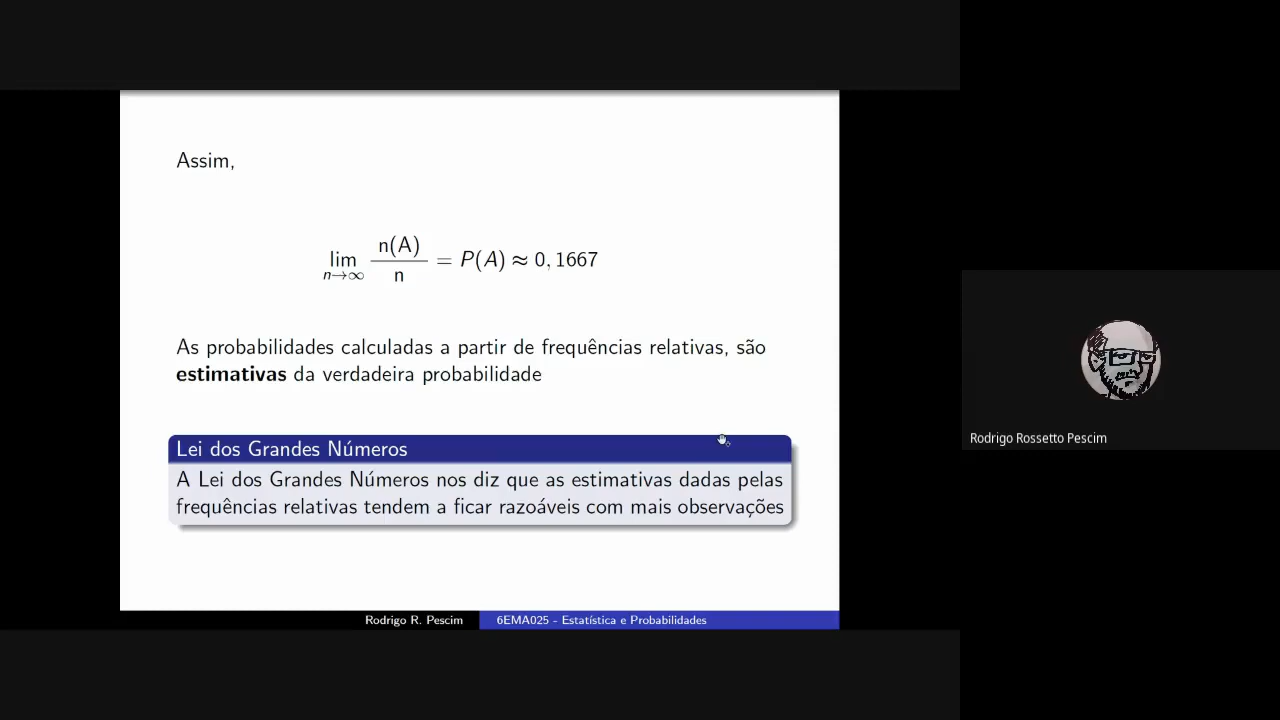 Assim,
lim n→∞ n(A) / n = P(A) ≈ 0, 1667
As probabilidades calculadas a partir de frequências relativas, são
estimativas da verdadeira probabilidade
Lei dos Grandes Números
A Lei dos Grandes Números nos diz que as estimativas dadas pelas
frequências relativas tendem a ficar razoáveis com mais observações
Rodrigo R. Pescim
6EMA025 - Estatística e Probabilidades
Rodrigo Rossetto Pescim